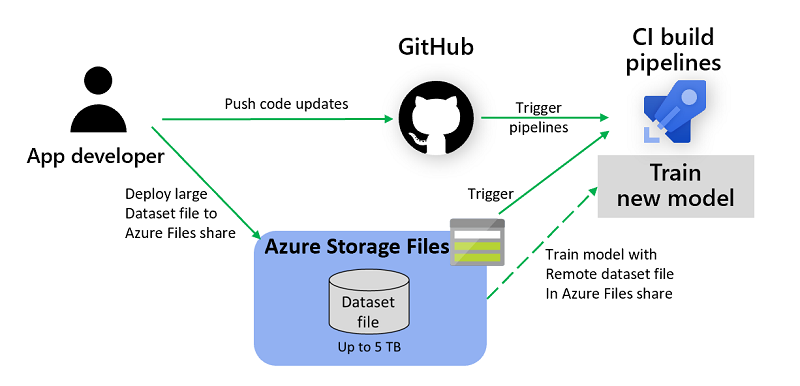 GitHub
CI build
pipelines
Push code updates
Trigger
pipelines
App developer
Train
new model
Deploy large
Dataset file to
Azure Files share
Trigger
Azure Storage Files
Train model with
Remote dataset file
In Azure Files share
Dataset
file
Up to 5 TB